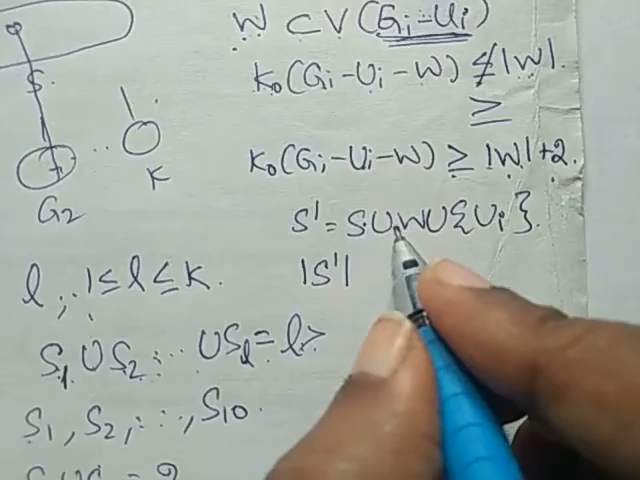 W ⊂ V(Gᵢ-Uᵢ)
K₀(Gᵢ-Uᵢ-W) ≰ |W|.
≥
S
K
G₂
K₀(Gᵢ-Uᵢ-W) ≥ |W|+2.
S' = S∪W∪{Uᵢ}.
|S'|
l, 1≤l≤K.
S₁∪S₂ ... ∪Sₗ = l>
S₁, S₂, ..., S₁₀.